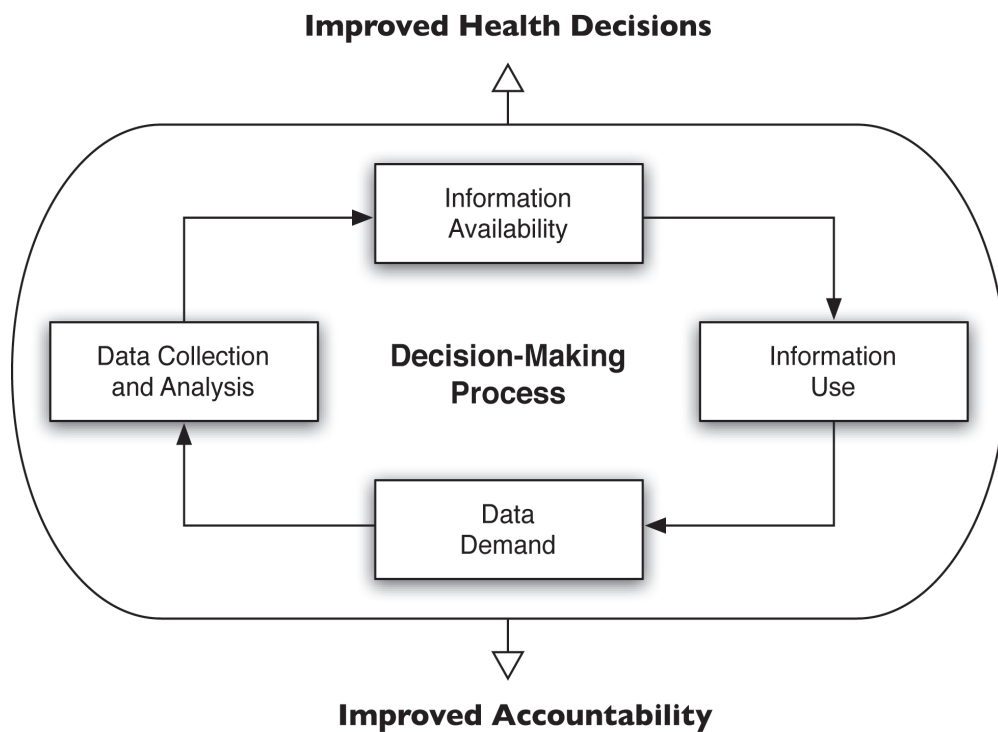 Improved Health Decisions
Information
Availability
Data Collection
and Analysis
Decision-Making
Process
Information
Use
Data
Demand
Improved Accountability